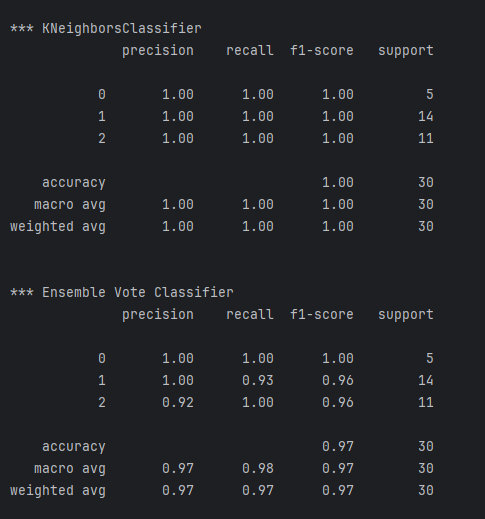 *** KNeighborsClassifier
              precision    recall  f1-score   support

           0       1.00      1.00      1.00         5
           1       1.00      1.00      1.00        14
           2       1.00      1.00      1.00        11

    accuracy                           1.00        30
   macro avg       1.00      1.00      1.00        30
weighted avg       1.00      1.00      1.00        30


*** Ensemble Vote Classifier
              precision    recall  f1-score   support

           0       1.00      1.00      1.00         5
           1       1.00      0.93      0.96        14
           2       0.92      1.00      0.96        11

    accuracy                           0.97        30
   macro avg       0.97      0.98      0.97        30
weighted avg       0.97      0.97      0.97        30